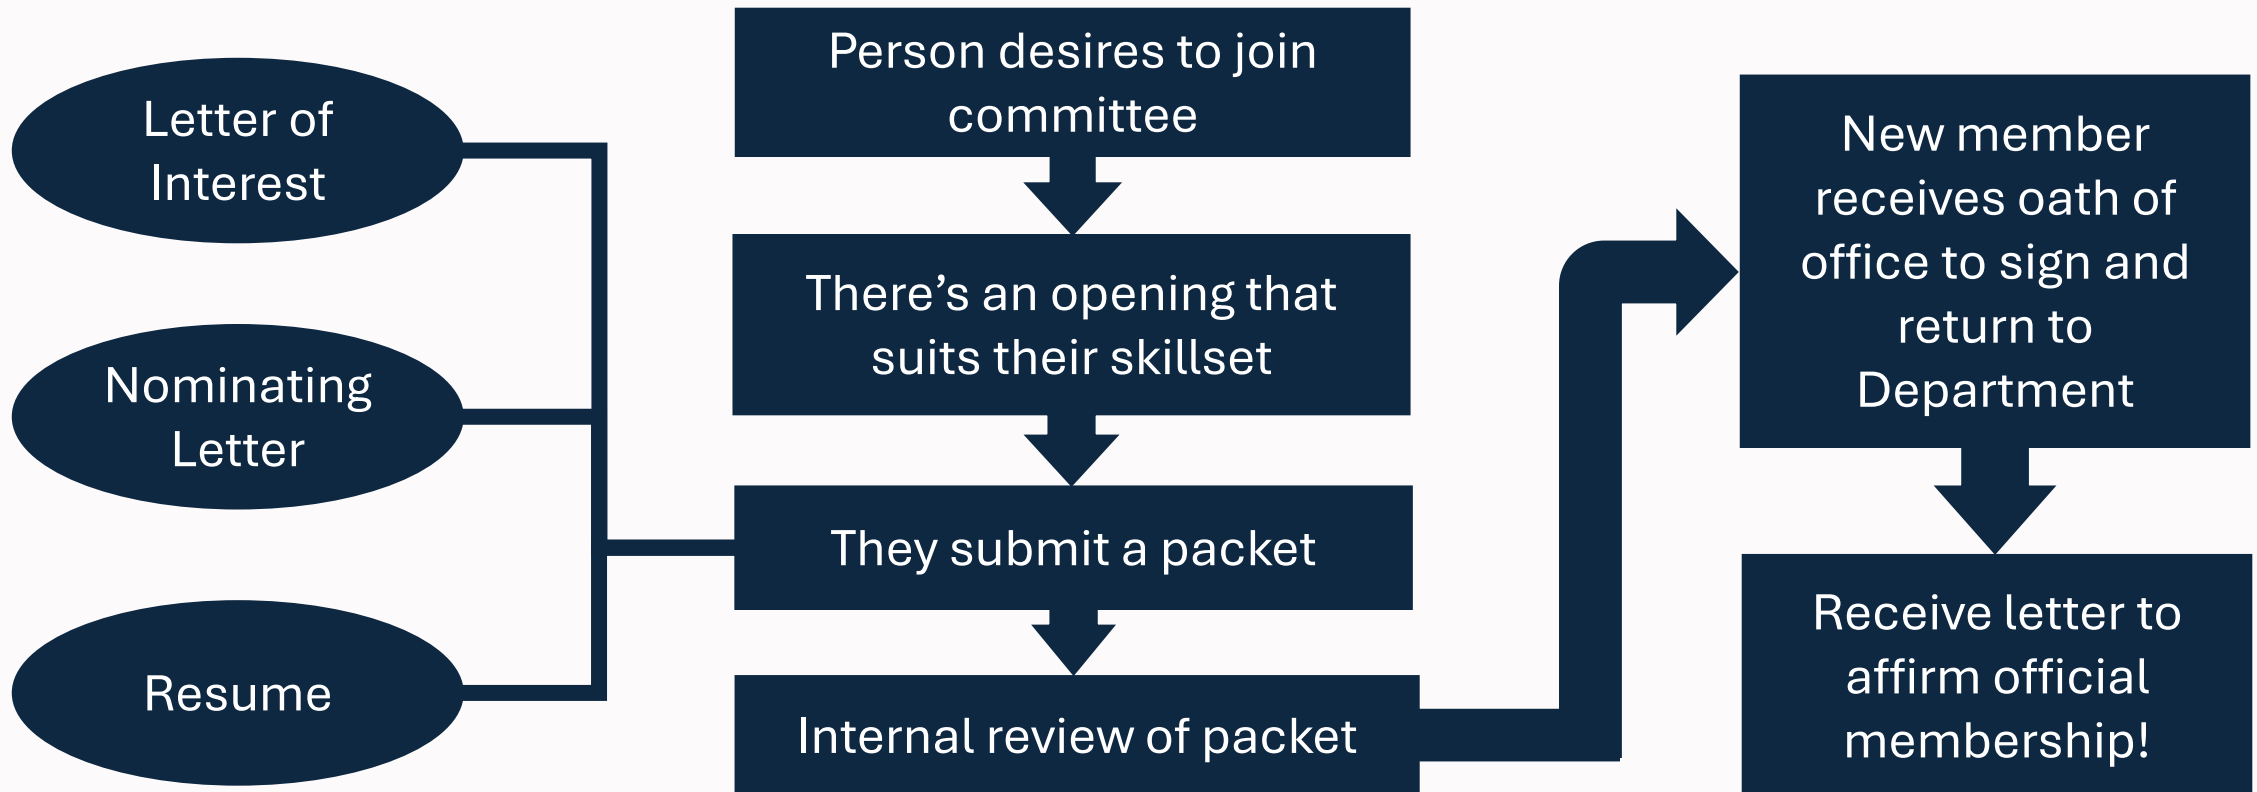 Letter of
Interest
Nominating
Letter
Resume
Person desires to join
committee
There’s an opening that
suits their skillset
They submit a packet
Internal review of packet
New member
receives oath of
office to sign and
return to
Department
Receive letter to
affirm official
membership!